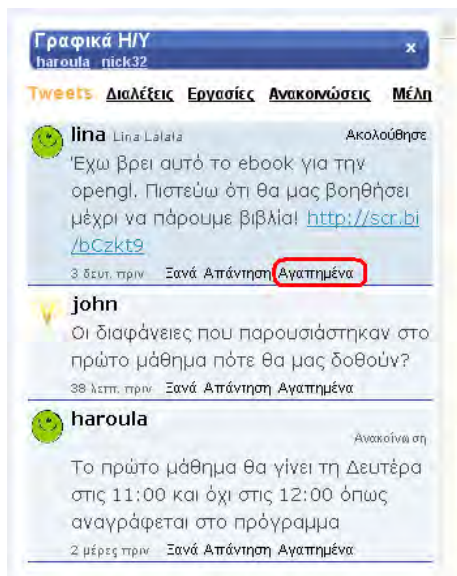 Γραφικά Η/Υ x
haroula nick32
Tweets Διαλέξεις Εργασίες Ανακοινώσεις Μέλη
lina Lina Lalala Ακολούθησε
Έχω βρει αυτό το ebook για την
opengl. Πιστεύω ότι θα μας βοηθήσει
μέχρι να πάρουμε βιβλία! http://scr.bi
/bCzkt9
3 δευτ. πριν Ξανά Απάντηση Αγαπημένα
john
Οι διαφάνειες που παρουσιάστηκαν στο
πρώτο μάθημα πότε θα μας δοθούν?
38 λεπτ. πριν Ξανά Απάντηση Αγαπημένα
haroula
Ανακοίνωση
Το πρώτο μάθημα θα γίνει τη Δευτέρα
στις 11:00 και όχι στις 12:00 όπως
αναγράφεται στο πρόγραμμα
2 μέρες πριν Ξανά Απάντηση Αγαπημένα